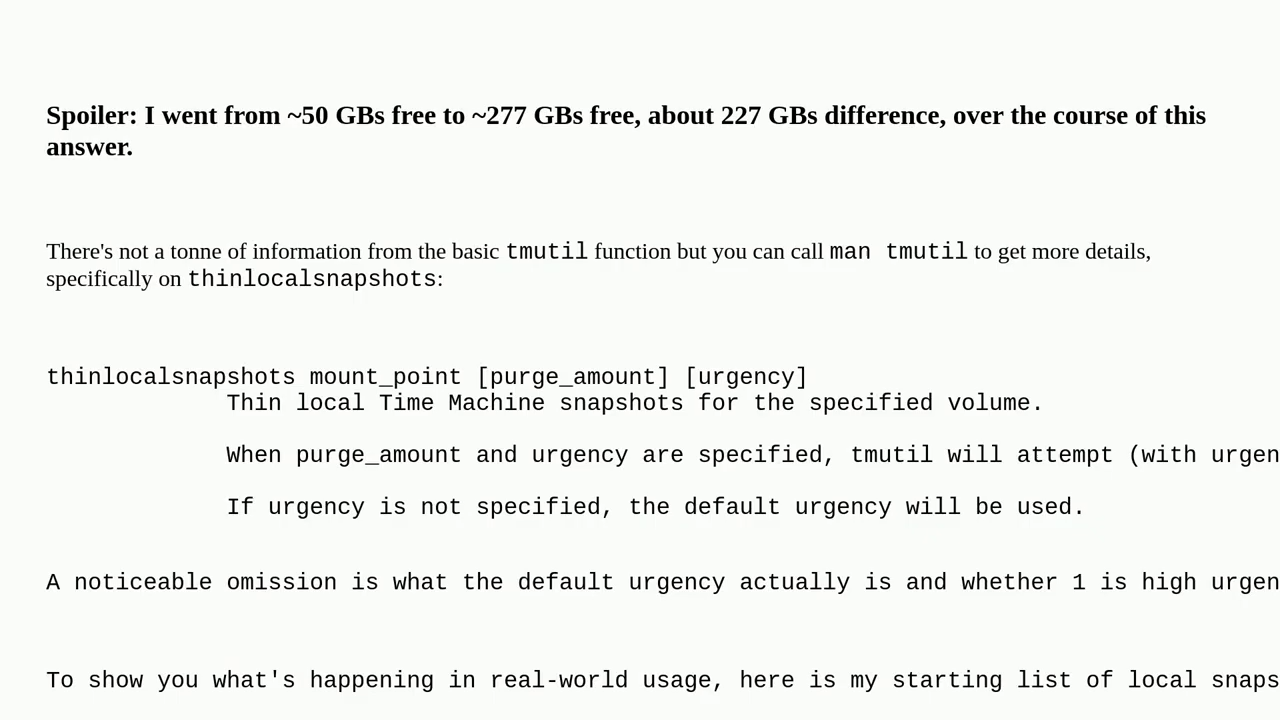 Spoiler: I went from ~50 GBs free to ~277 GBs free, about 227 GBs difference, over the course of this
answer.
There's not a tonne of information from the basic tmutil function but you can call man tmutil to get more details,
specifically on thinlocalsnapshots:
thinlocalsnapshots mount_point [purge_amount] [urgency]
Thin local Time Machine snapshots for the specified volume.
When purge_amount and urgency are specified, tmutil will attempt (with urgen
If urgency is not specified, the default urgency will be used.
A noticeable omission is what the default urgency actually is and whether 1 is high urgen
To show you what's happening in real-world usage, here is my starting list of local snaps